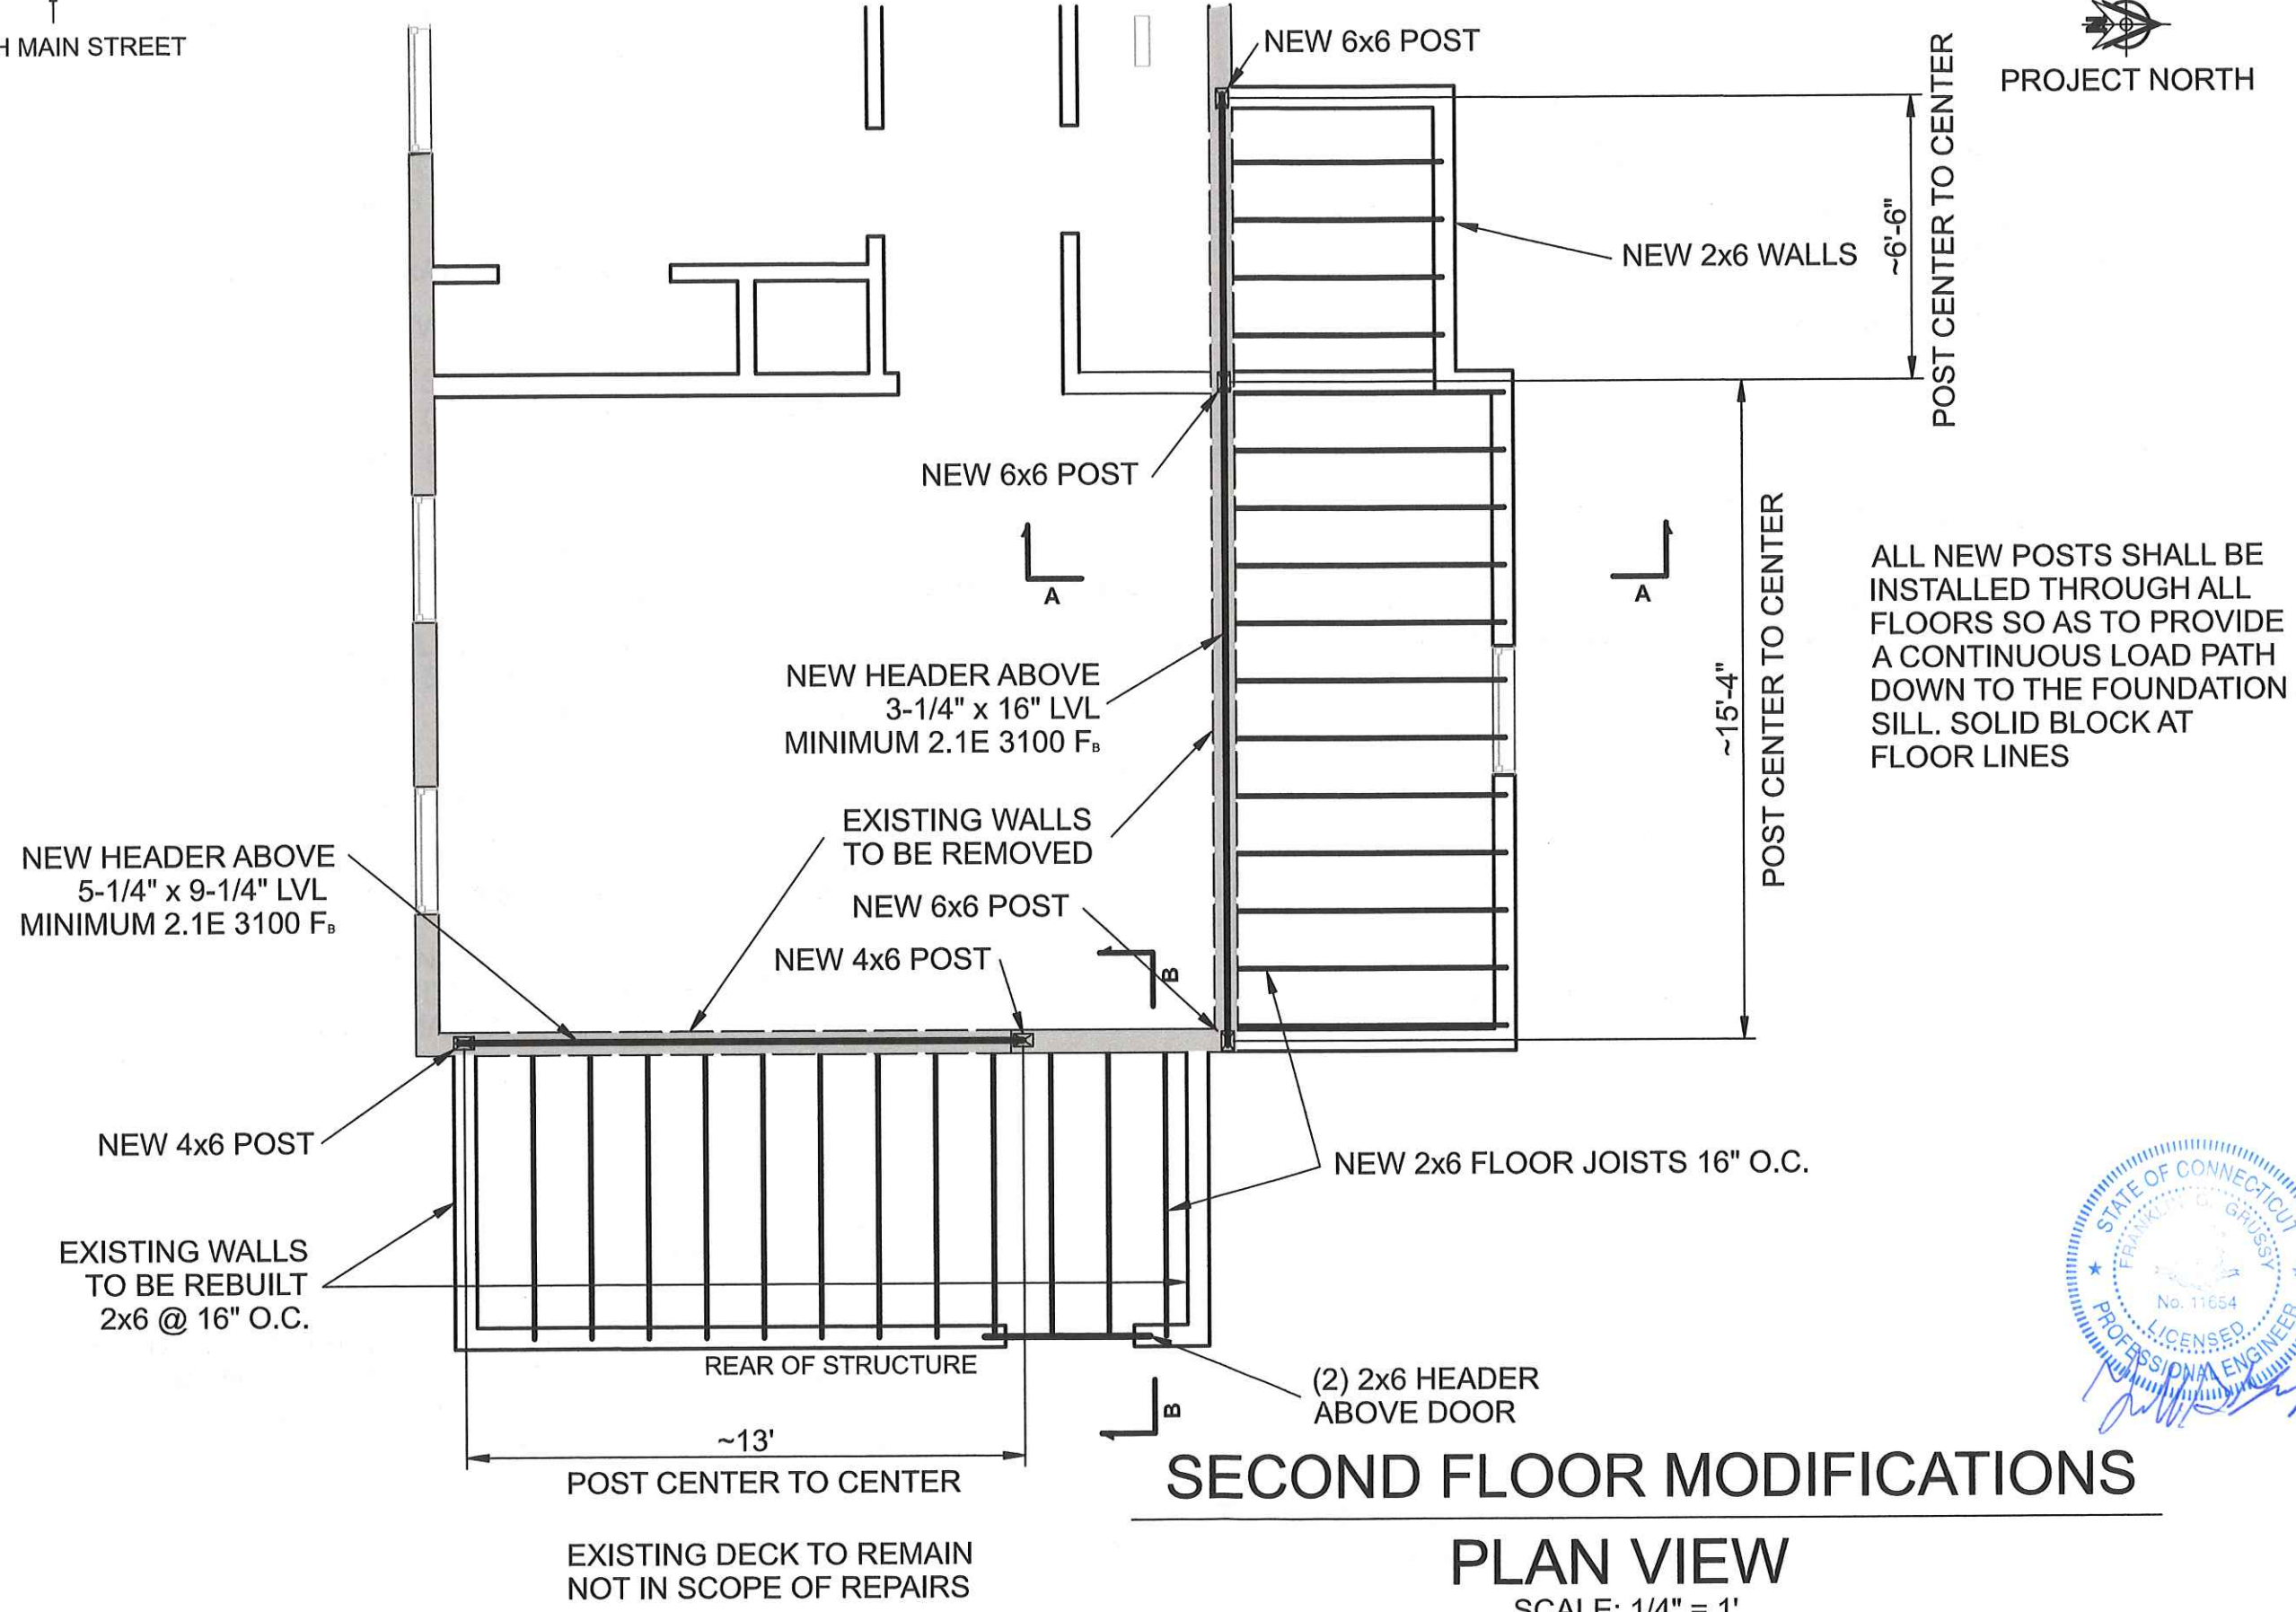 MAIN STREET
NEW 6x6 POST
PROJECT NORTH
POST CENTER TO CENTER
~6'-6"
NEW 2x6 WALLS
NEW 6x6 POST
A
A
POST CENTER TO CENTER
~15'-4"
ALL NEW POSTS SHALL BE
INSTALLED THROUGH ALL
FLOORS SO AS TO PROVIDE
A CONTINUOUS LOAD PATH
DOWN TO THE FOUNDATION
SILL. SOLID BLOCK AT
FLOOR LINES
NEW HEADER ABOVE
3-1/4" x 16" LVL
MINIMUM 2.1E 3100 FB
EXISTING WALLS
TO BE REMOVED
NEW HEADER ABOVE
5-1/4" x 9-1/4" LVL
MINIMUM 2.1E 3100 FB
NEW 6x6 POST
NEW 4x6 POST
B
NEW 4x6 POST
NEW 2x6 FLOOR JOISTS 16" O.C.
EXISTING WALLS
TO BE REBUILT
2x6 @ 16" O.C.
REAR OF STRUCTURE
(2) 2x6 HEADER
ABOVE DOOR
B
~13'
POST CENTER TO CENTER
EXISTING DECK TO REMAIN
NOT IN SCOPE OF REPAIRS
STATE OF CONNECTICUT
GRUSSY
No. 11654
LICENSED
PROFESSIONAL ENGINEER
SECOND FLOOR MODIFICATIONS
PLAN VIEW
SCALE: 1/4" = 1'